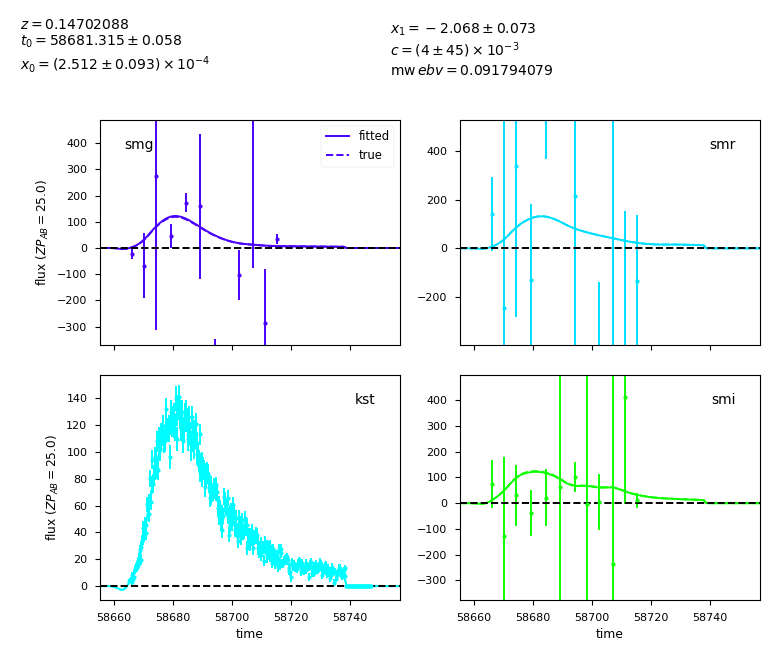 z = 0.14702088
t₀ = 58681.315 ± 0.058
x₀ = (2.512 ± 0.093) × 10⁻⁴
x₁ = −2.068 ± 0.073
c = (4 ± 45) × 10⁻³
mw ebv = 0.091794079
smg
fitted
true
400
300
200
100
0
−100
−200
−300
flux (ZP_AB = 25.0)
smr
400
200
0
−200
kst
140
120
100
80
60
40
20
0
flux (ZP_AB = 25.0)
58660 58680 58700 58720 58740
time
smi
400
300
200
100
0
−100
−200
−300
58660 58680 58700 58720 58740
time